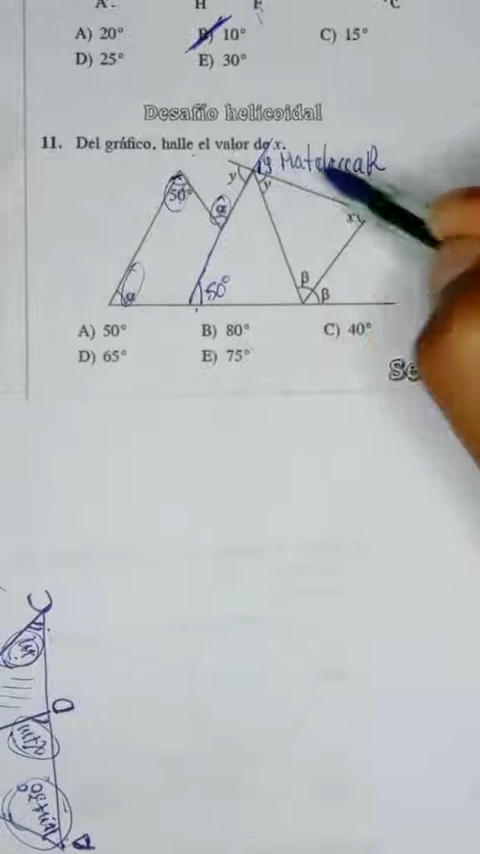 A) 20° B) 10° C) 15°
D) 25° E) 30°
Desafío helicoidal
11. Del gráfico, halle el valor de x.
y y y
50°
α
x
α
50°
β
β
A) 50° B) 80° C) 40°
D) 65° E) 75°
Se
C
D
A